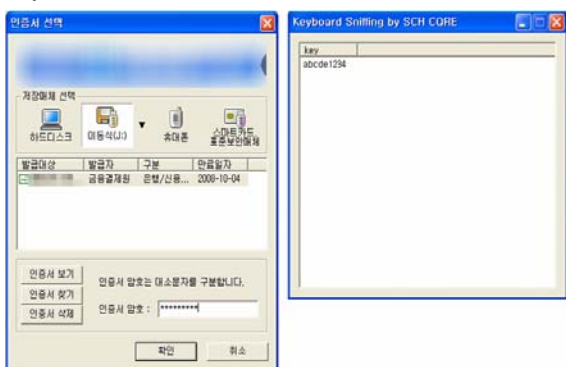 인증서 선택
저장매체 선택
하드디스크
이동식(J:)
휴대폰
스마트카드
표준보안매체
발급대상 발급자 구분 만료일자
금융결제원 은행/신용... 2008-10-04
인증서 보기
인증서 찾기
인증서 삭제
인증서 암호는 대소문자를 구분합니다.
인증서 암호 : *********
확인 취소
Keyboard Sniffing by SCH CORE
key
abcde1234